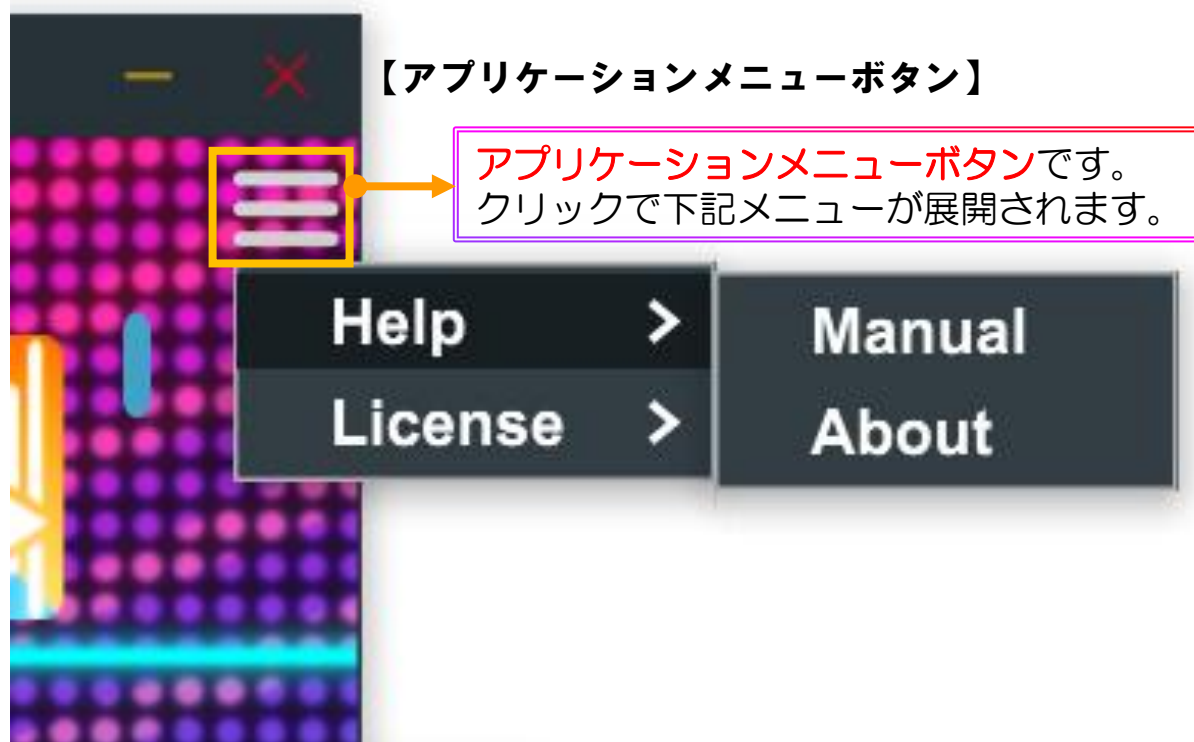 【アプリケーションメニューボタン】
アプリケーションメニューボタンです。
クリックで下記メニューが展開されます。
Help
License
Manual
About